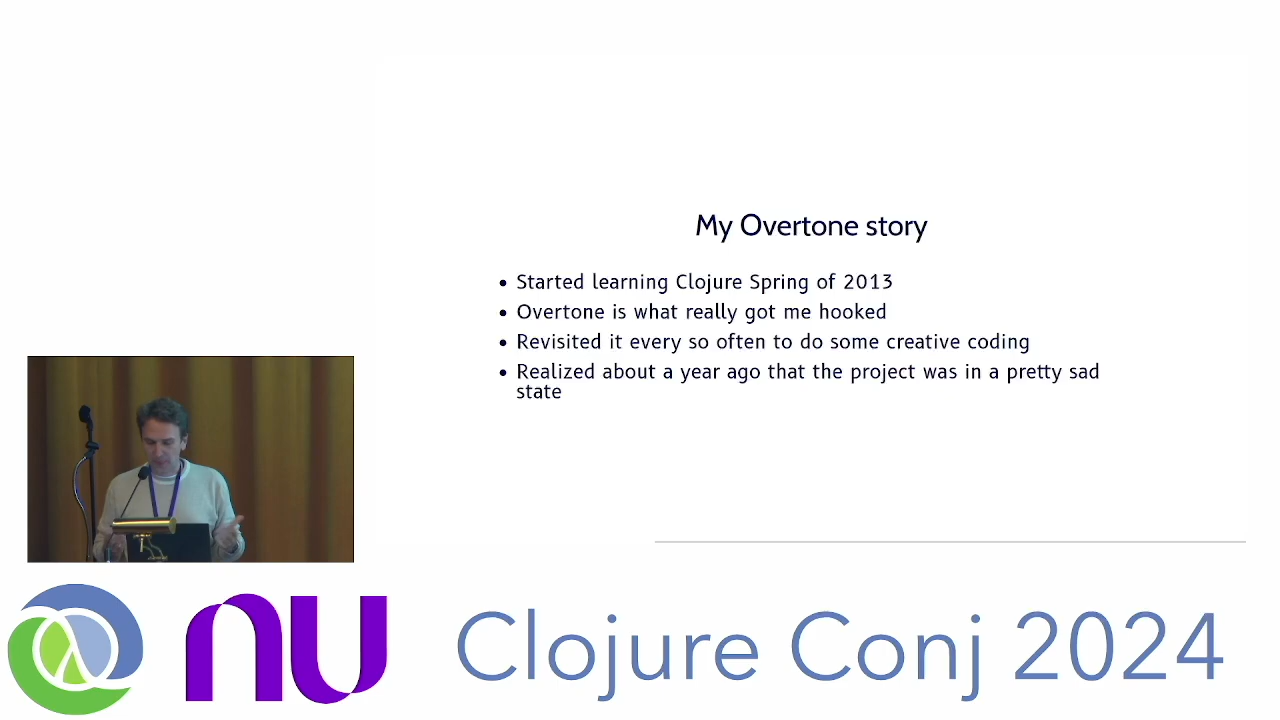 My Overtone story
• Started learning Clojure Spring of 2013
• Overtone is what really got me hooked
• Revisited it every so often to do some creative coding
• Realized about a year ago that the project was in a pretty sad
state
nu
Clojure Conj 2024